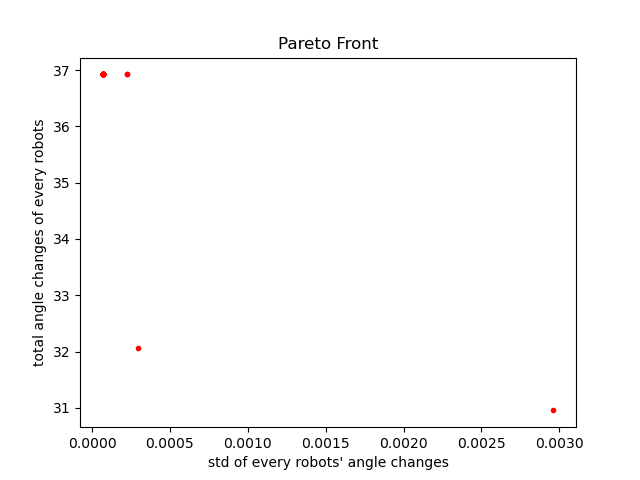 Pareto Front
total angle changes of every robots
37
36
35
34
33
32
31
0.0000 0.0005 0.0010 0.0015 0.0020 0.0025 0.0030
std of every robots' angle changes